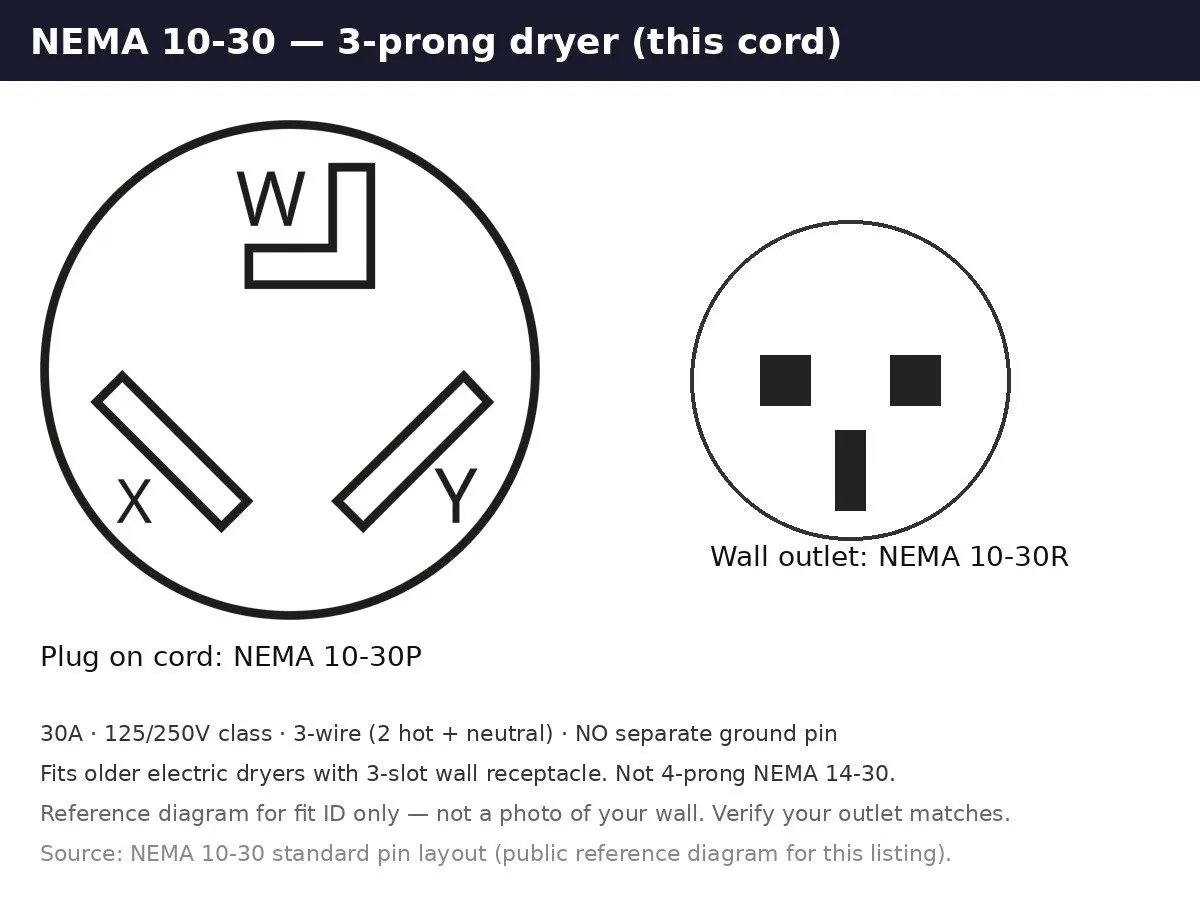 NEMA 10-30 — 3-prong dryer (this cord)
W
X
Y
Wall outlet: NEMA 10-30R
Plug on cord: NEMA 10-30P
30A · 125/250V class · 3-wire (2 hot + neutral) · NO separate ground pin
Fits older electric dryers with 3-slot wall receptacle. Not 4-prong NEMA 14-30.
Reference diagram for fit ID only — not a photo of your wall. Verify your outlet matches.
Source: NEMA 10-30 standard pin layout (public reference diagram for this listing).